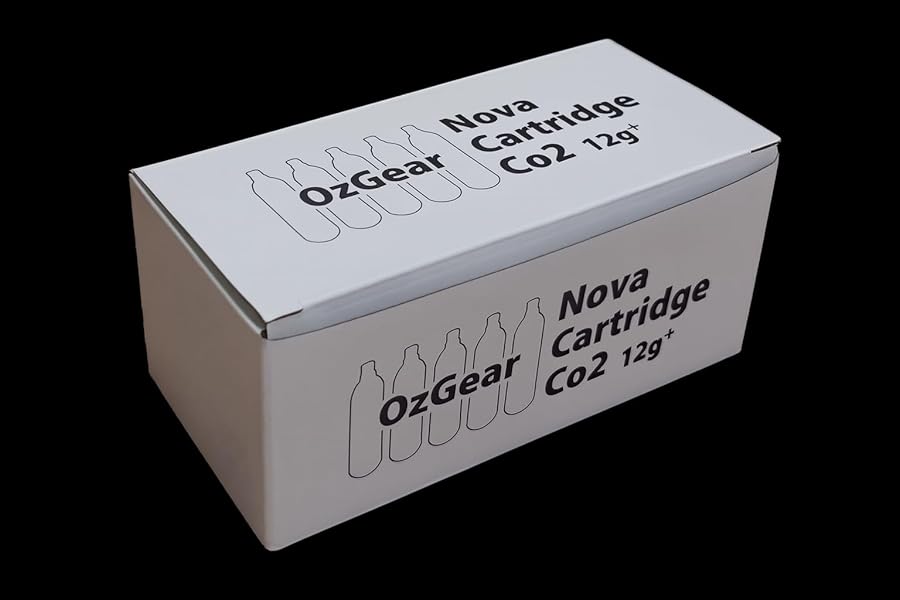 Nova
Cartridge
OzGear
Co2 12g+
Nova
Cartridge
OzGear
Co2 12g+